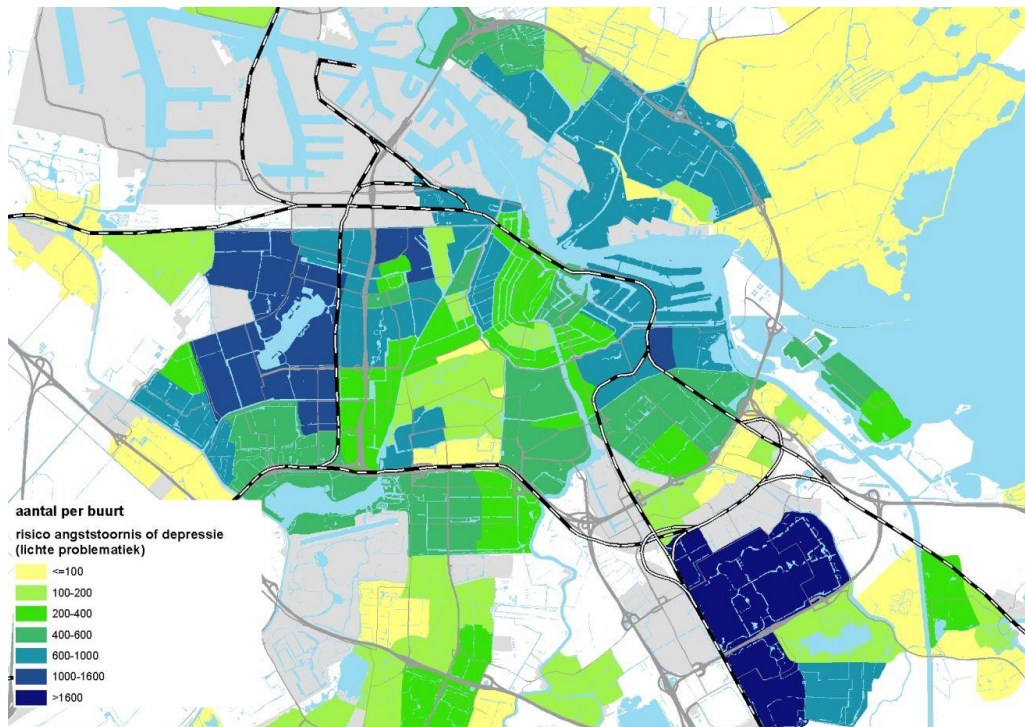 aantal per buurt
risico angststoornis of depressie
(lichte problematiek)
<=100
100-200
200-400
400-600
600-1000
1000-1600
>1600